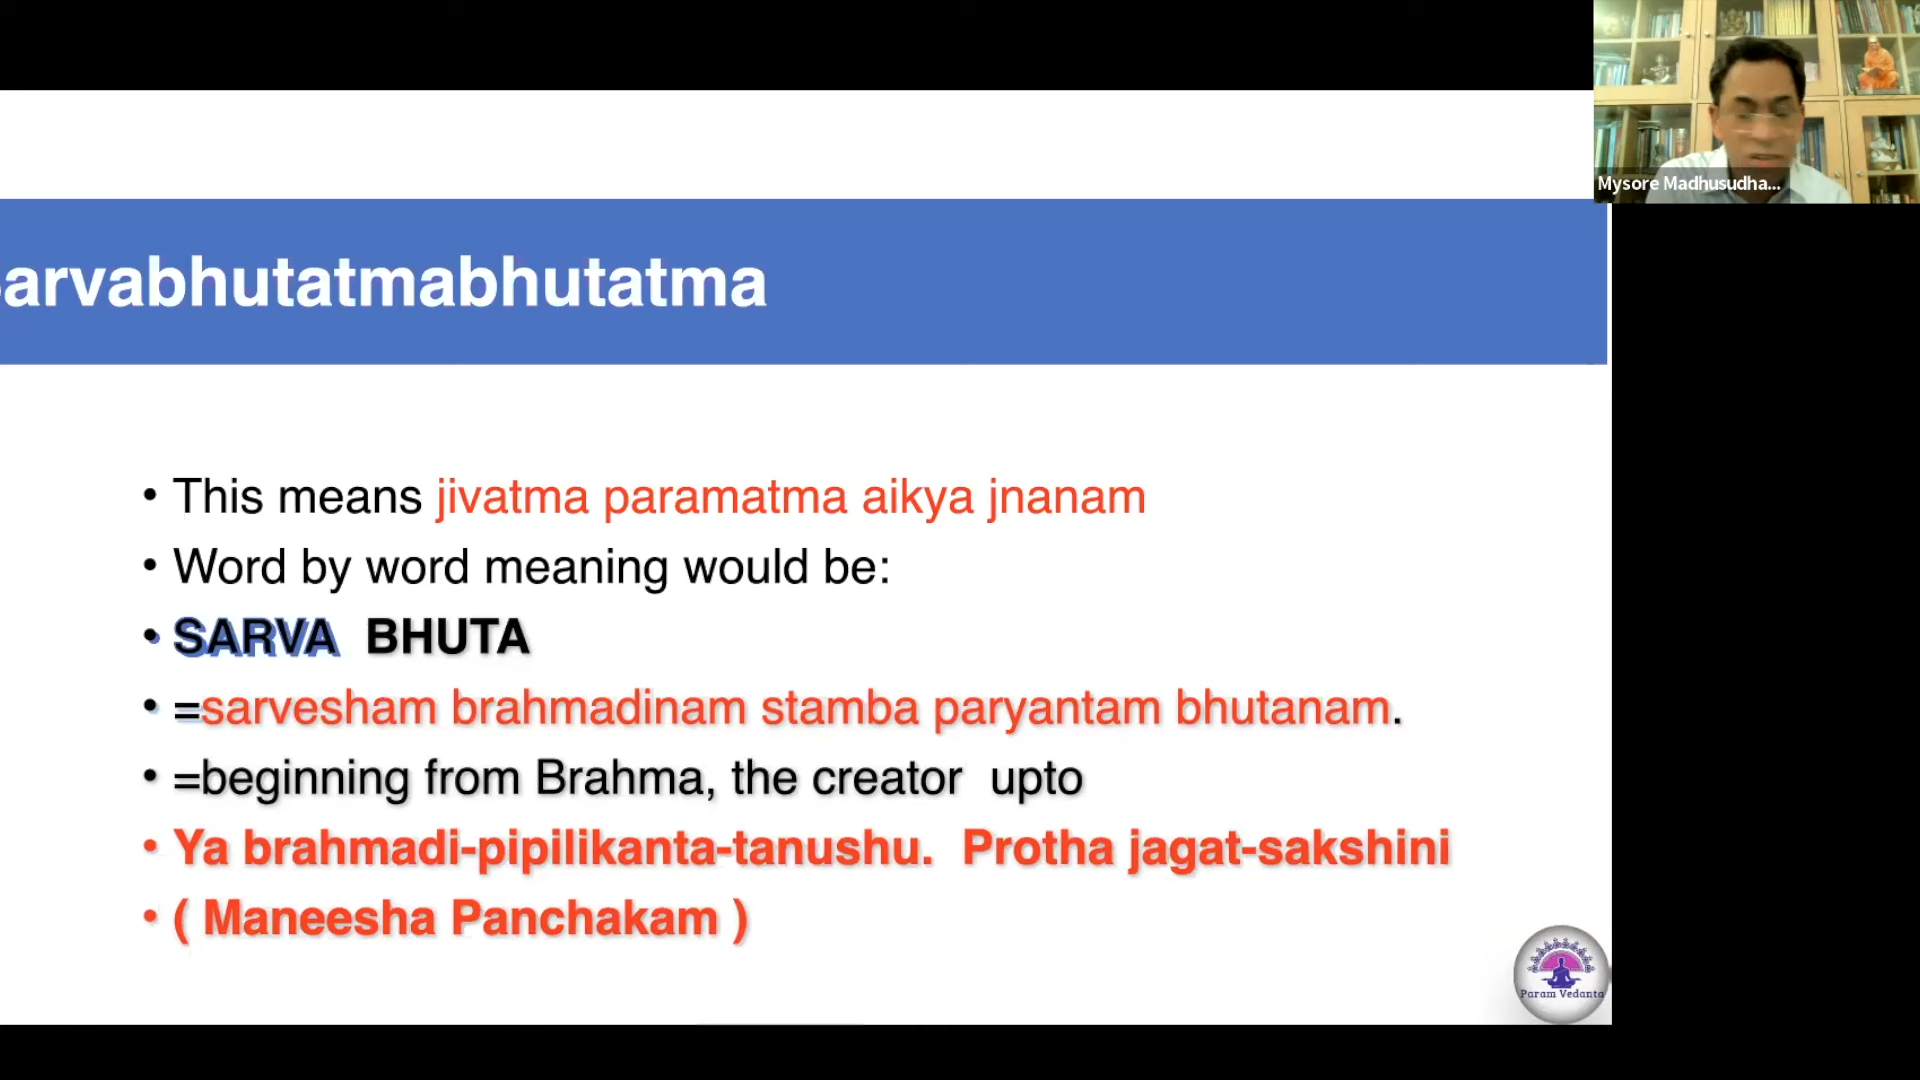 Mysore Madhusudha...
arvabhutatmabhutatma
• This means jivatma paramatma aikya jnanam
• Word by word meaning would be:
• SARVA BHUTA
• =sarvesham brahmadinam stamba paryantam bhutanam.
• =beginning from Brahma, the creator upto
• Ya brahmadi-pipilikanta-tanushu. Protha jagat-sakshini
• ( Maneesha Panchakam )
Param Vedanta